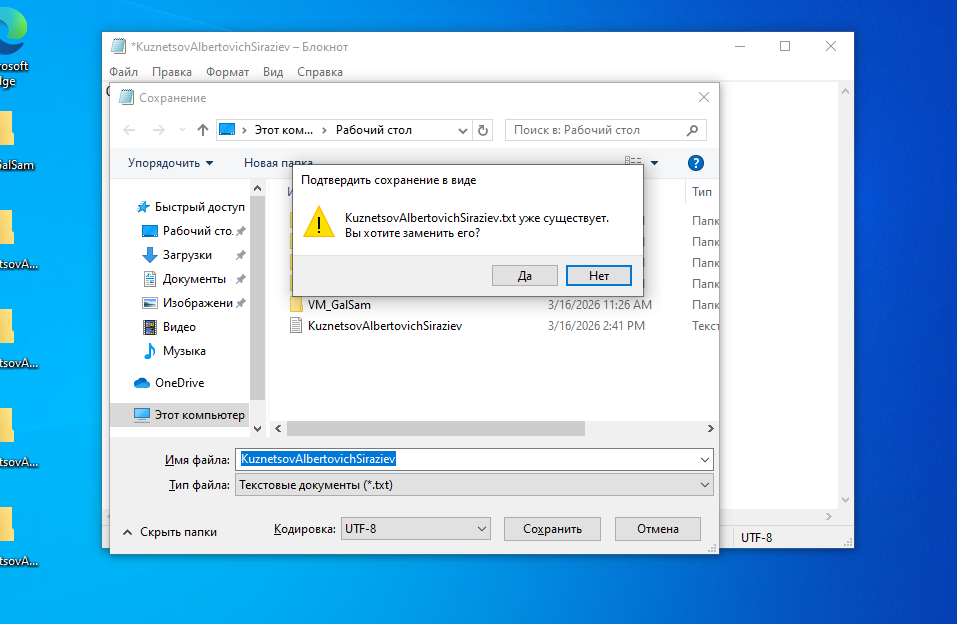 rosoft
lge
alSam
tsovA...
tsovA...
tsovA...
tsovA...
*KuznetsovAlbertovichSiraziev – Блокнот
Файл Правка Формат Вид Справка
Сохранение
Этот ком... Рабочий стол
Поиск в: Рабочий стол
Упорядочить Новая папка
Тип
Подтвердить сохранение в виде
KuznetsovAlbertovichSiraziev.txt уже существует.
Вы хотите заменить его?
Да Нет
Быстрый доступ
Рабочий сто.
Загрузки
Документы
Изображени
Видео
Музыка
OneDrive
Этот компьютер
Папк
Папк
Папк
Папк
VM_GalSam 3/16/2026 11:26 AM Папк
KuznetsovAlbertovichSiraziev 3/16/2026 2:41 PM Текст
Имя файла: KuznetsovAlbertovichSiraziev
Тип файла: Текстовые документы (*.txt)
Скрыть папки Кодировка: UTF-8 Сохранить Отмена
UTF-8